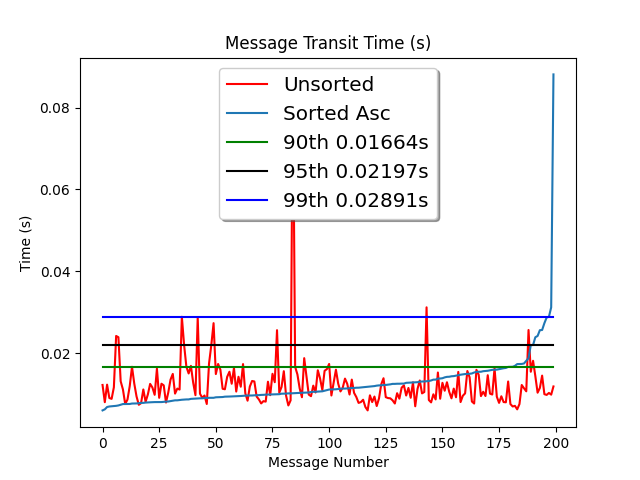 Message Transit Time (s)
Unsorted
Sorted Asc
90th 0.01664s
95th 0.02197s
99th 0.02891s
0.08
0.06
0.04
0.02
Time (s)
0
25
50
75
100
125
150
175
200
Message Number